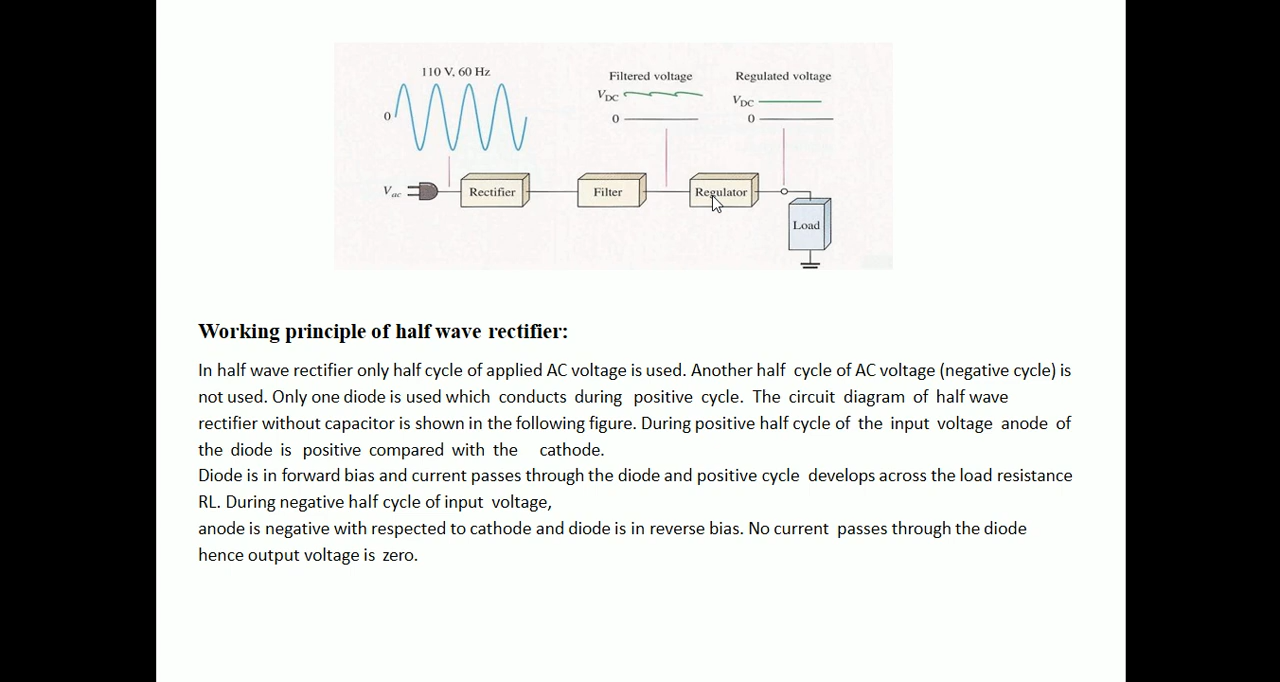 110 V, 60 Hz
Filtered voltage
Regulated voltage
VDC
VDC
0
0
0
Vac
Rectifier
Filter
Regulator
Load
Working principle of half wave rectifier:
In half wave rectifier only half cycle of applied AC voltage is used. Another half cycle of AC voltage (negative cycle) is
not used. Only one diode is used which conducts during positive cycle. The circuit diagram of half wave
rectifier without capacitor is shown in the following figure. During positive half cycle of the input voltage anode of
the diode is positive compared with the cathode.
Diode is in forward bias and current passes through the diode and positive cycle develops across the load resistance
RL. During negative half cycle of input voltage,
anode is negative with respected to cathode and diode is in reverse bias. No current passes through the diode
hence output voltage is zero.